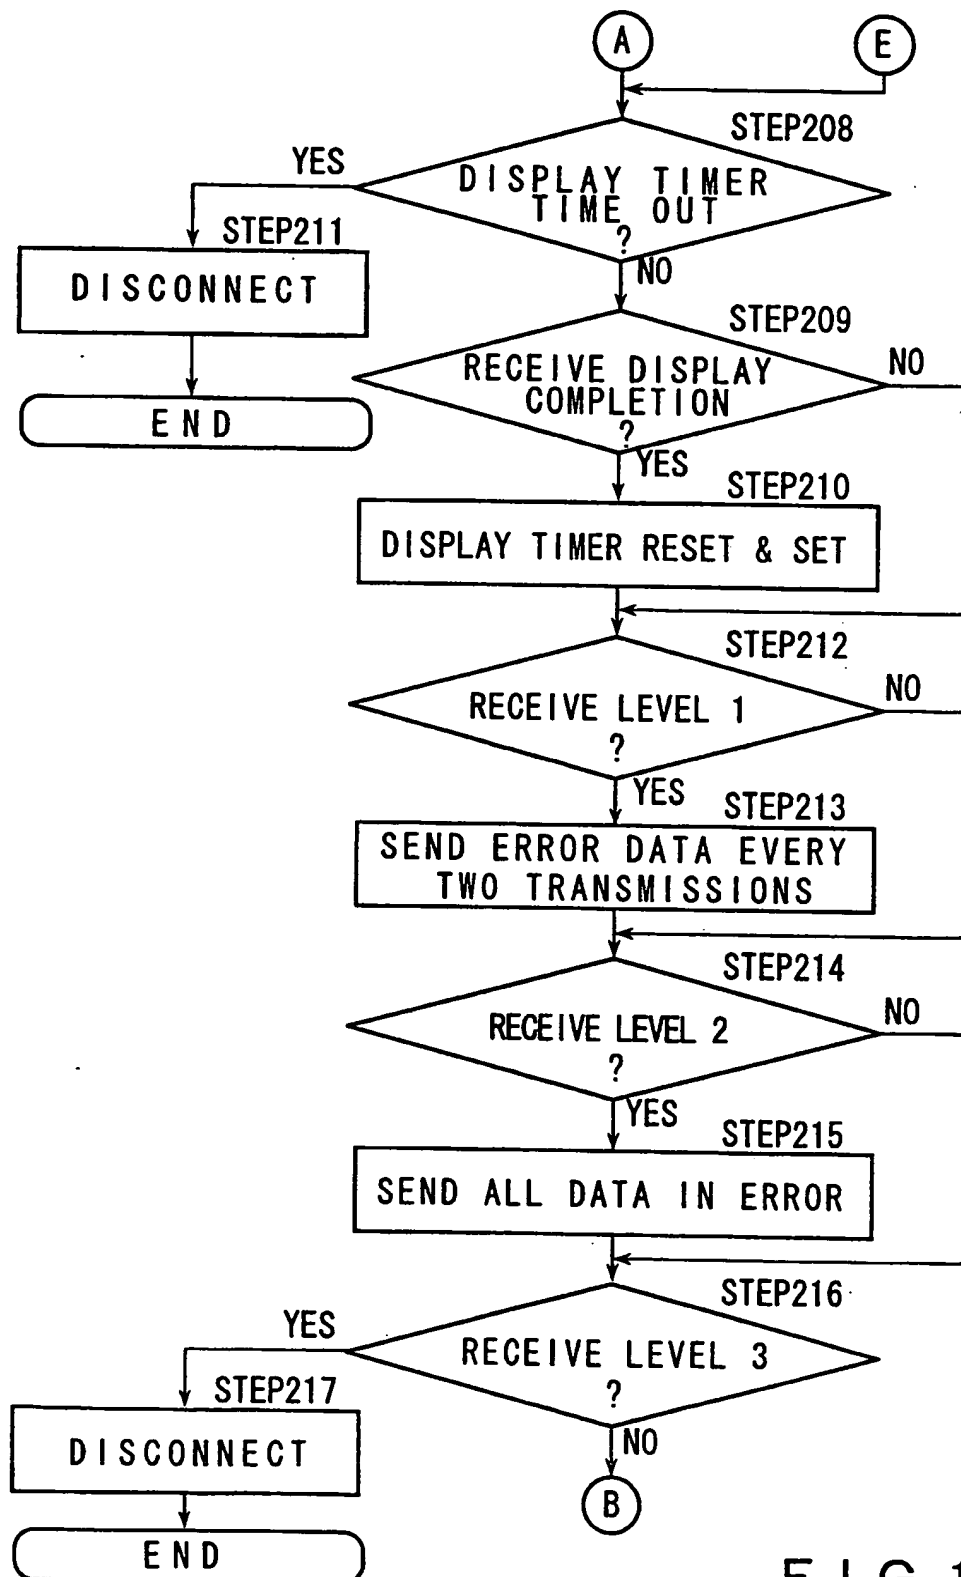 A
E
STEP208
YES
DISPLAY TIMER
TIME OUT
?
NO
STEP211
DISCONNECT
END
STEP209
RECEIVE DISPLAY
COMPLETION
?
NO
YES
STEP210
DISPLAY TIMER RESET & SET
STEP212
RECEIVE LEVEL 1
?
NO
YES
STEP213
SEND ERROR DATA EVERY
TWO TRANSMISSIONS
STEP214
RECEIVE LEVEL 2
?
NO
YES
STEP215
SEND ALL DATA IN ERROR
STEP216
YES
RECEIVE LEVEL 3
?
NO
STEP217
DISCONNECT
END
B